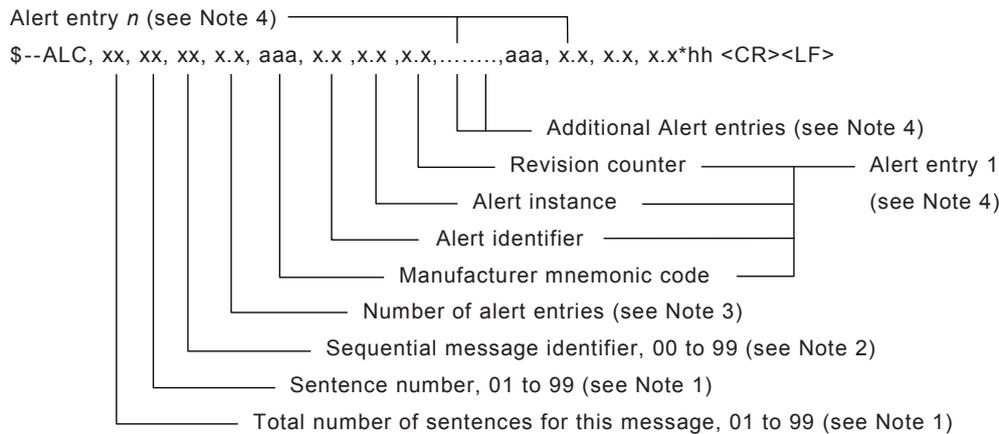 Alert entry n (see Note 4)
$--ALC, xx, xx, xx, x.x, aaa, x.x ,x.x ,x.x,........,aaa, x.x, x.x, x.x*hh <CR><LF>
Additional Alert entries (see Note 4)
Revision counter
Alert entry 1
Alert instance
(see Note 4)
Alert identifier
Manufacturer mnemonic code
Number of alert entries (see Note 3)
Sequential message identifier, 00 to 99 (see Note 2)
Sentence number, 01 to 99 (see Note 1)
Total number of sentences for this message, 01 to 99 (see Note 1)